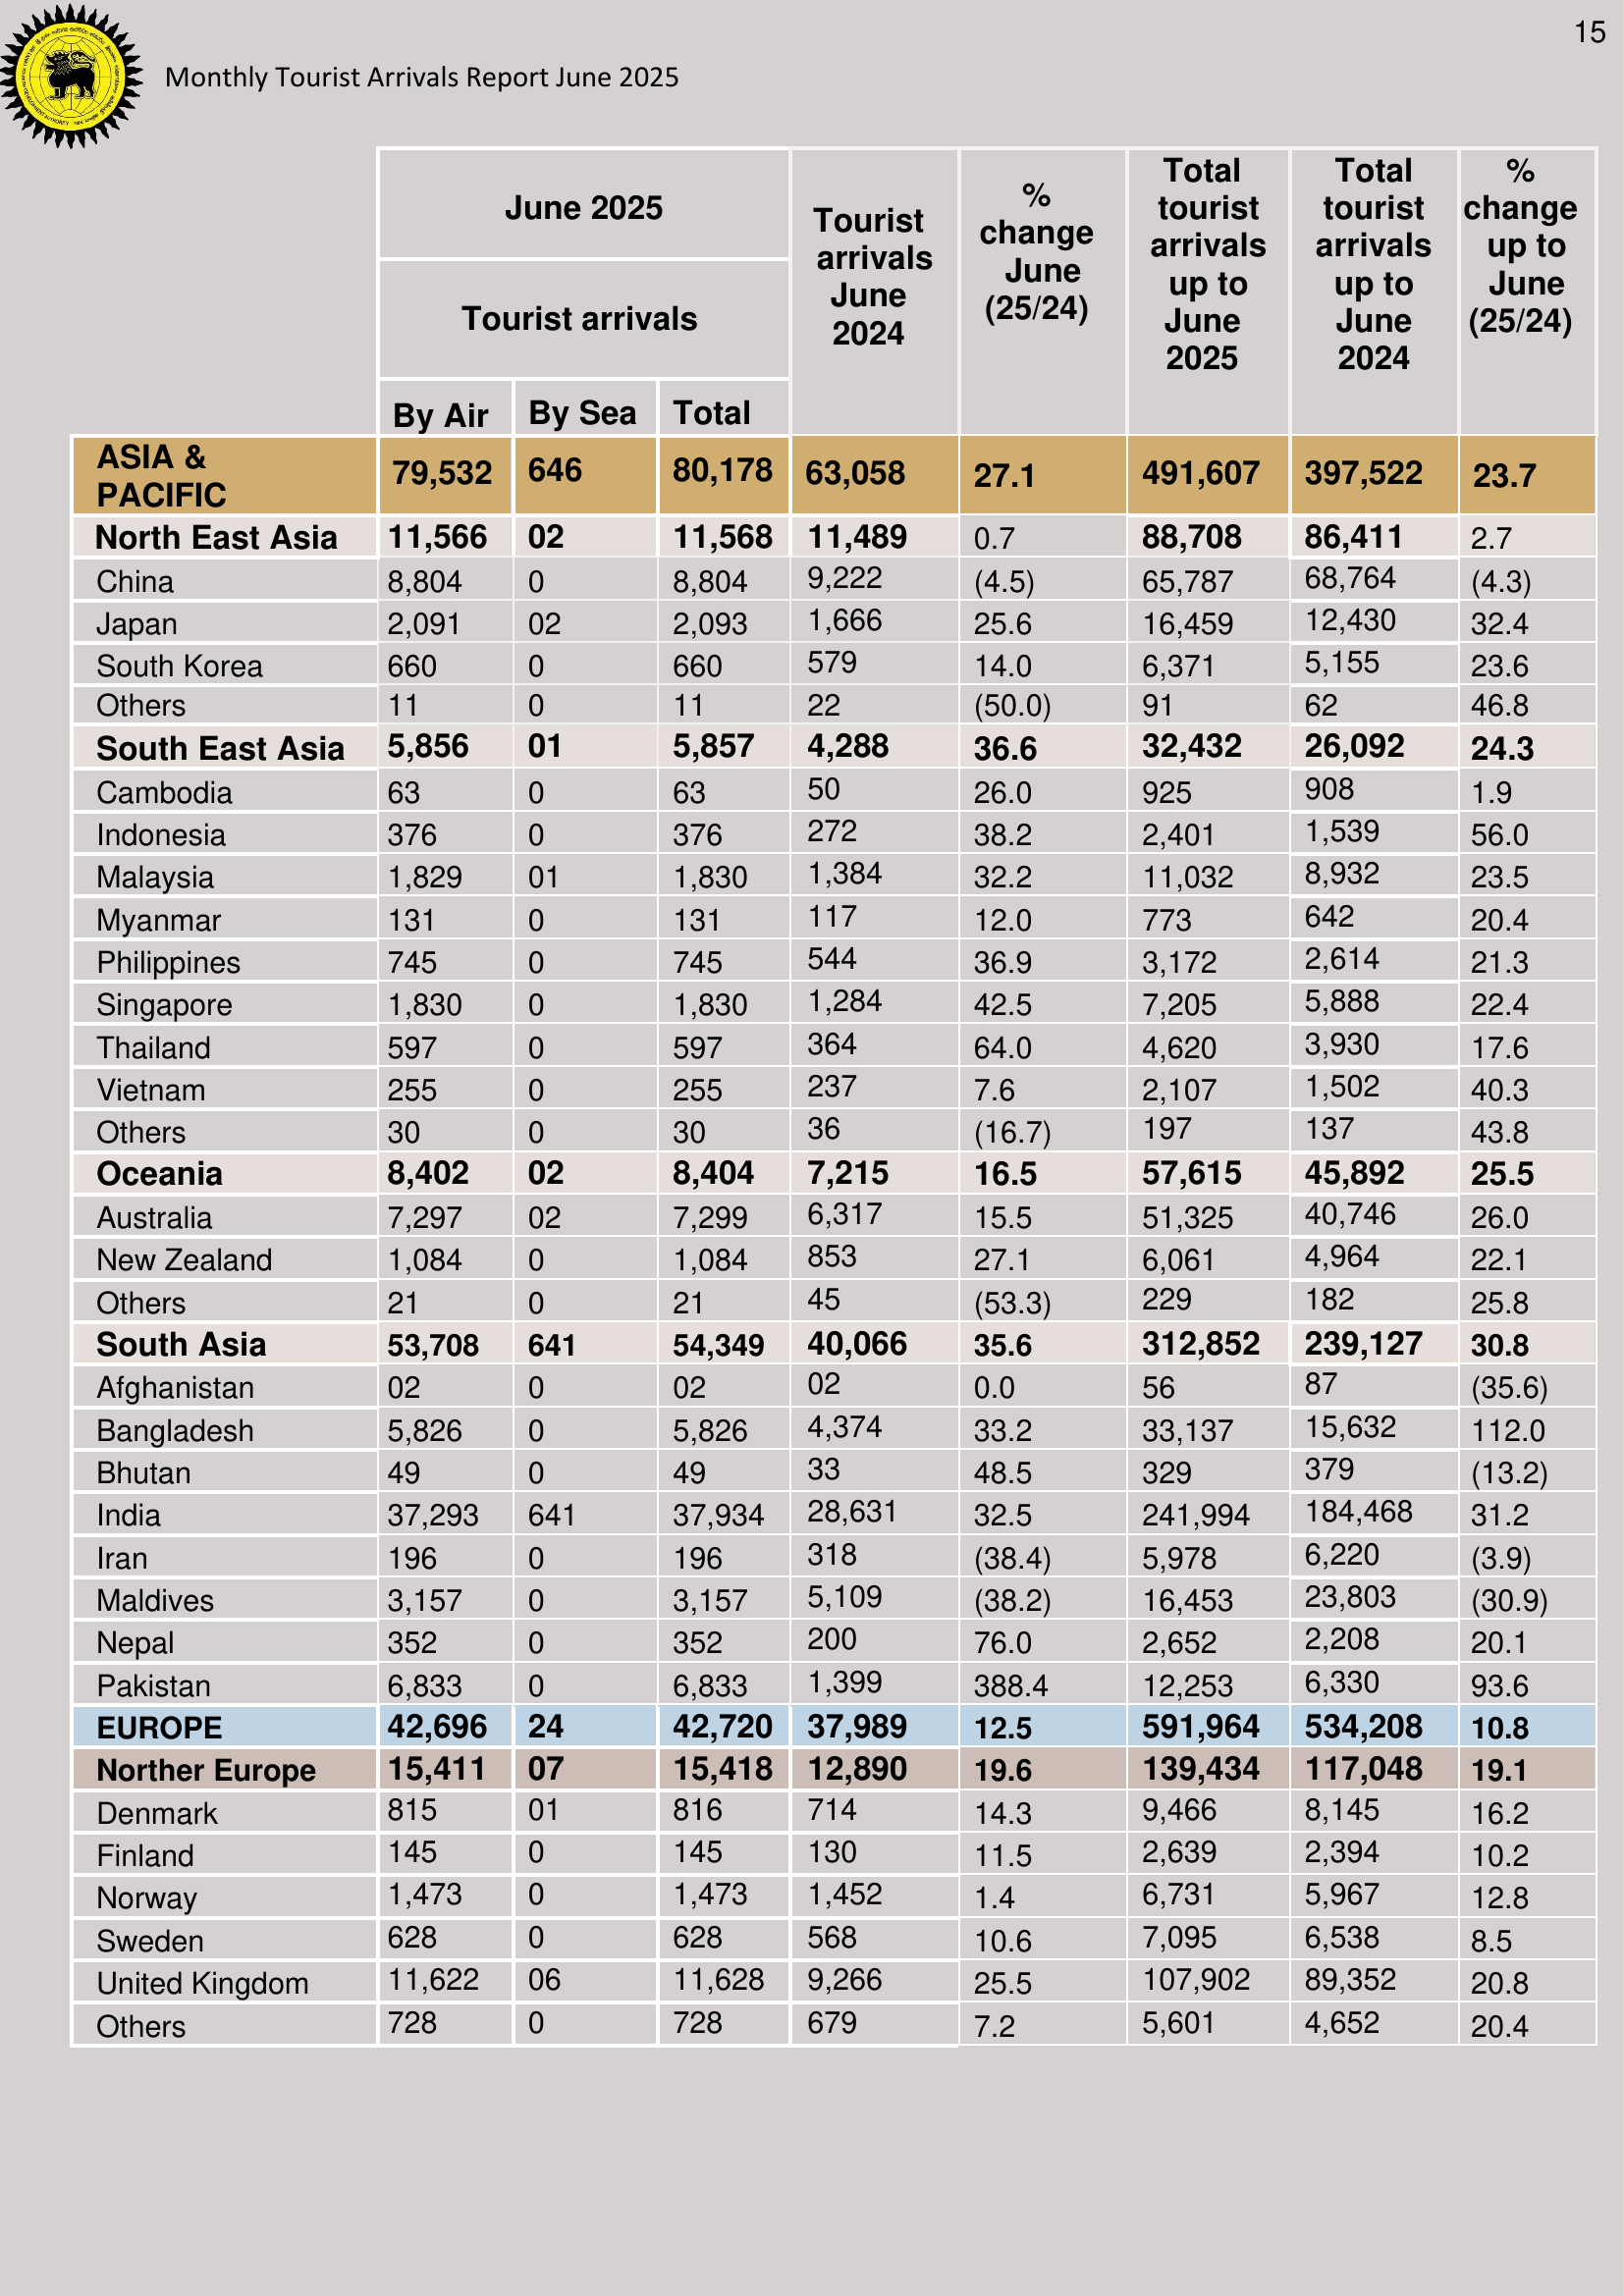 15
Monthly Tourist Arrivals Report June 2025
June 2025
Tourist arrivals
By Air By Sea Total
Tourist arrivals June 2024
% change June (25/24)
Total tourist arrivals up to June 2025
Total tourist arrivals up to June 2024
% change up to June (25/24)
ASIA & PACIFIC 79,532 646 80,178 63,058 27.1 491,607 397,522 23.7
North East Asia 11,566 02 11,568 11,489 0.7 88,708 86,411 2.7
China 8,804 0 8,804 9,222 (4.5) 65,787 68,764 (4.3)
Japan 2,091 02 2,093 1,666 25.6 16,459 12,430 32.4
South Korea 660 0 660 579 14.0 6,371 5,155 23.6
Others 11 0 11 22 (50.0) 91 62 46.8
South East Asia 5,856 01 5,857 4,288 36.6 32,432 26,092 24.3
Cambodia 63 0 63 50 26.0 925 908 1.9
Indonesia 376 0 376 272 38.2 2,401 1,539 56.0
Malaysia 1,829 01 1,830 1,384 32.2 11,032 8,932 23.5
Myanmar 131 0 131 117 12.0 773 642 20.4
Philippines 745 0 745 544 36.9 3,172 2,614 21.3
Singapore 1,830 0 1,830 1,284 42.5 7,205 5,888 22.4
Thailand 597 0 597 364 64.0 4,620 3,930 17.6
Vietnam 255 0 255 237 7.6 2,107 1,502 40.3
Others 30 0 30 36 (16.7) 197 137 43.8
Oceania 8,402 02 8,404 7,215 16.5 57,615 45,892 25.5
Australia 7,297 02 7,299 6,317 15.5 51,325 40,746 26.0
New Zealand 1,084 0 1,084 853 27.1 6,061 4,964 22.1
Others 21 0 21 45 (53.3) 229 182 25.8
South Asia 53,708 641 54,349 40,066 35.6 312,852 239,127 30.8
Afghanistan 02 0 02 02 0.0 56 87 (35.6)
Bangladesh 5,826 0 5,826 4,374 33.2 33,137 15,632 112.0
Bhutan 49 0 49 33 48.5 329 379 (13.2)
India 37,293 641 37,934 28,631 32.5 241,994 184,468 31.2
Iran 196 0 196 318 (38.4) 5,978 6,220 (3.9)
Maldives 3,157 0 3,157 5,109 (38.2) 16,453 23,803 (30.9)
Nepal 352 0 352 200 76.0 2,652 2,208 20.1
Pakistan 6,833 0 6,833 1,399 388.4 12,253 6,330 93.6
EUROPE 42,696 24 42,720 37,989 12.5 591,964 534,208 10.8
Norther Europe 15,411 07 15,418 12,890 19.6 139,434 117,048 19.1
Denmark 815 01 816 714 14.3 9,466 8,145 16.2
Finland 145 0 145 130 11.5 2,639 2,394 10.2
Norway 1,473 0 1,473 1,452 1.4 6,731 5,967 12.8
Sweden 628 0 628 568 10.6 7,095 6,538 8.5
United Kingdom 11,622 06 11,628 9,266 25.5 107,902 89,352 20.8
Others 728 0 728 679 7.2 5,601 4,652 20.4